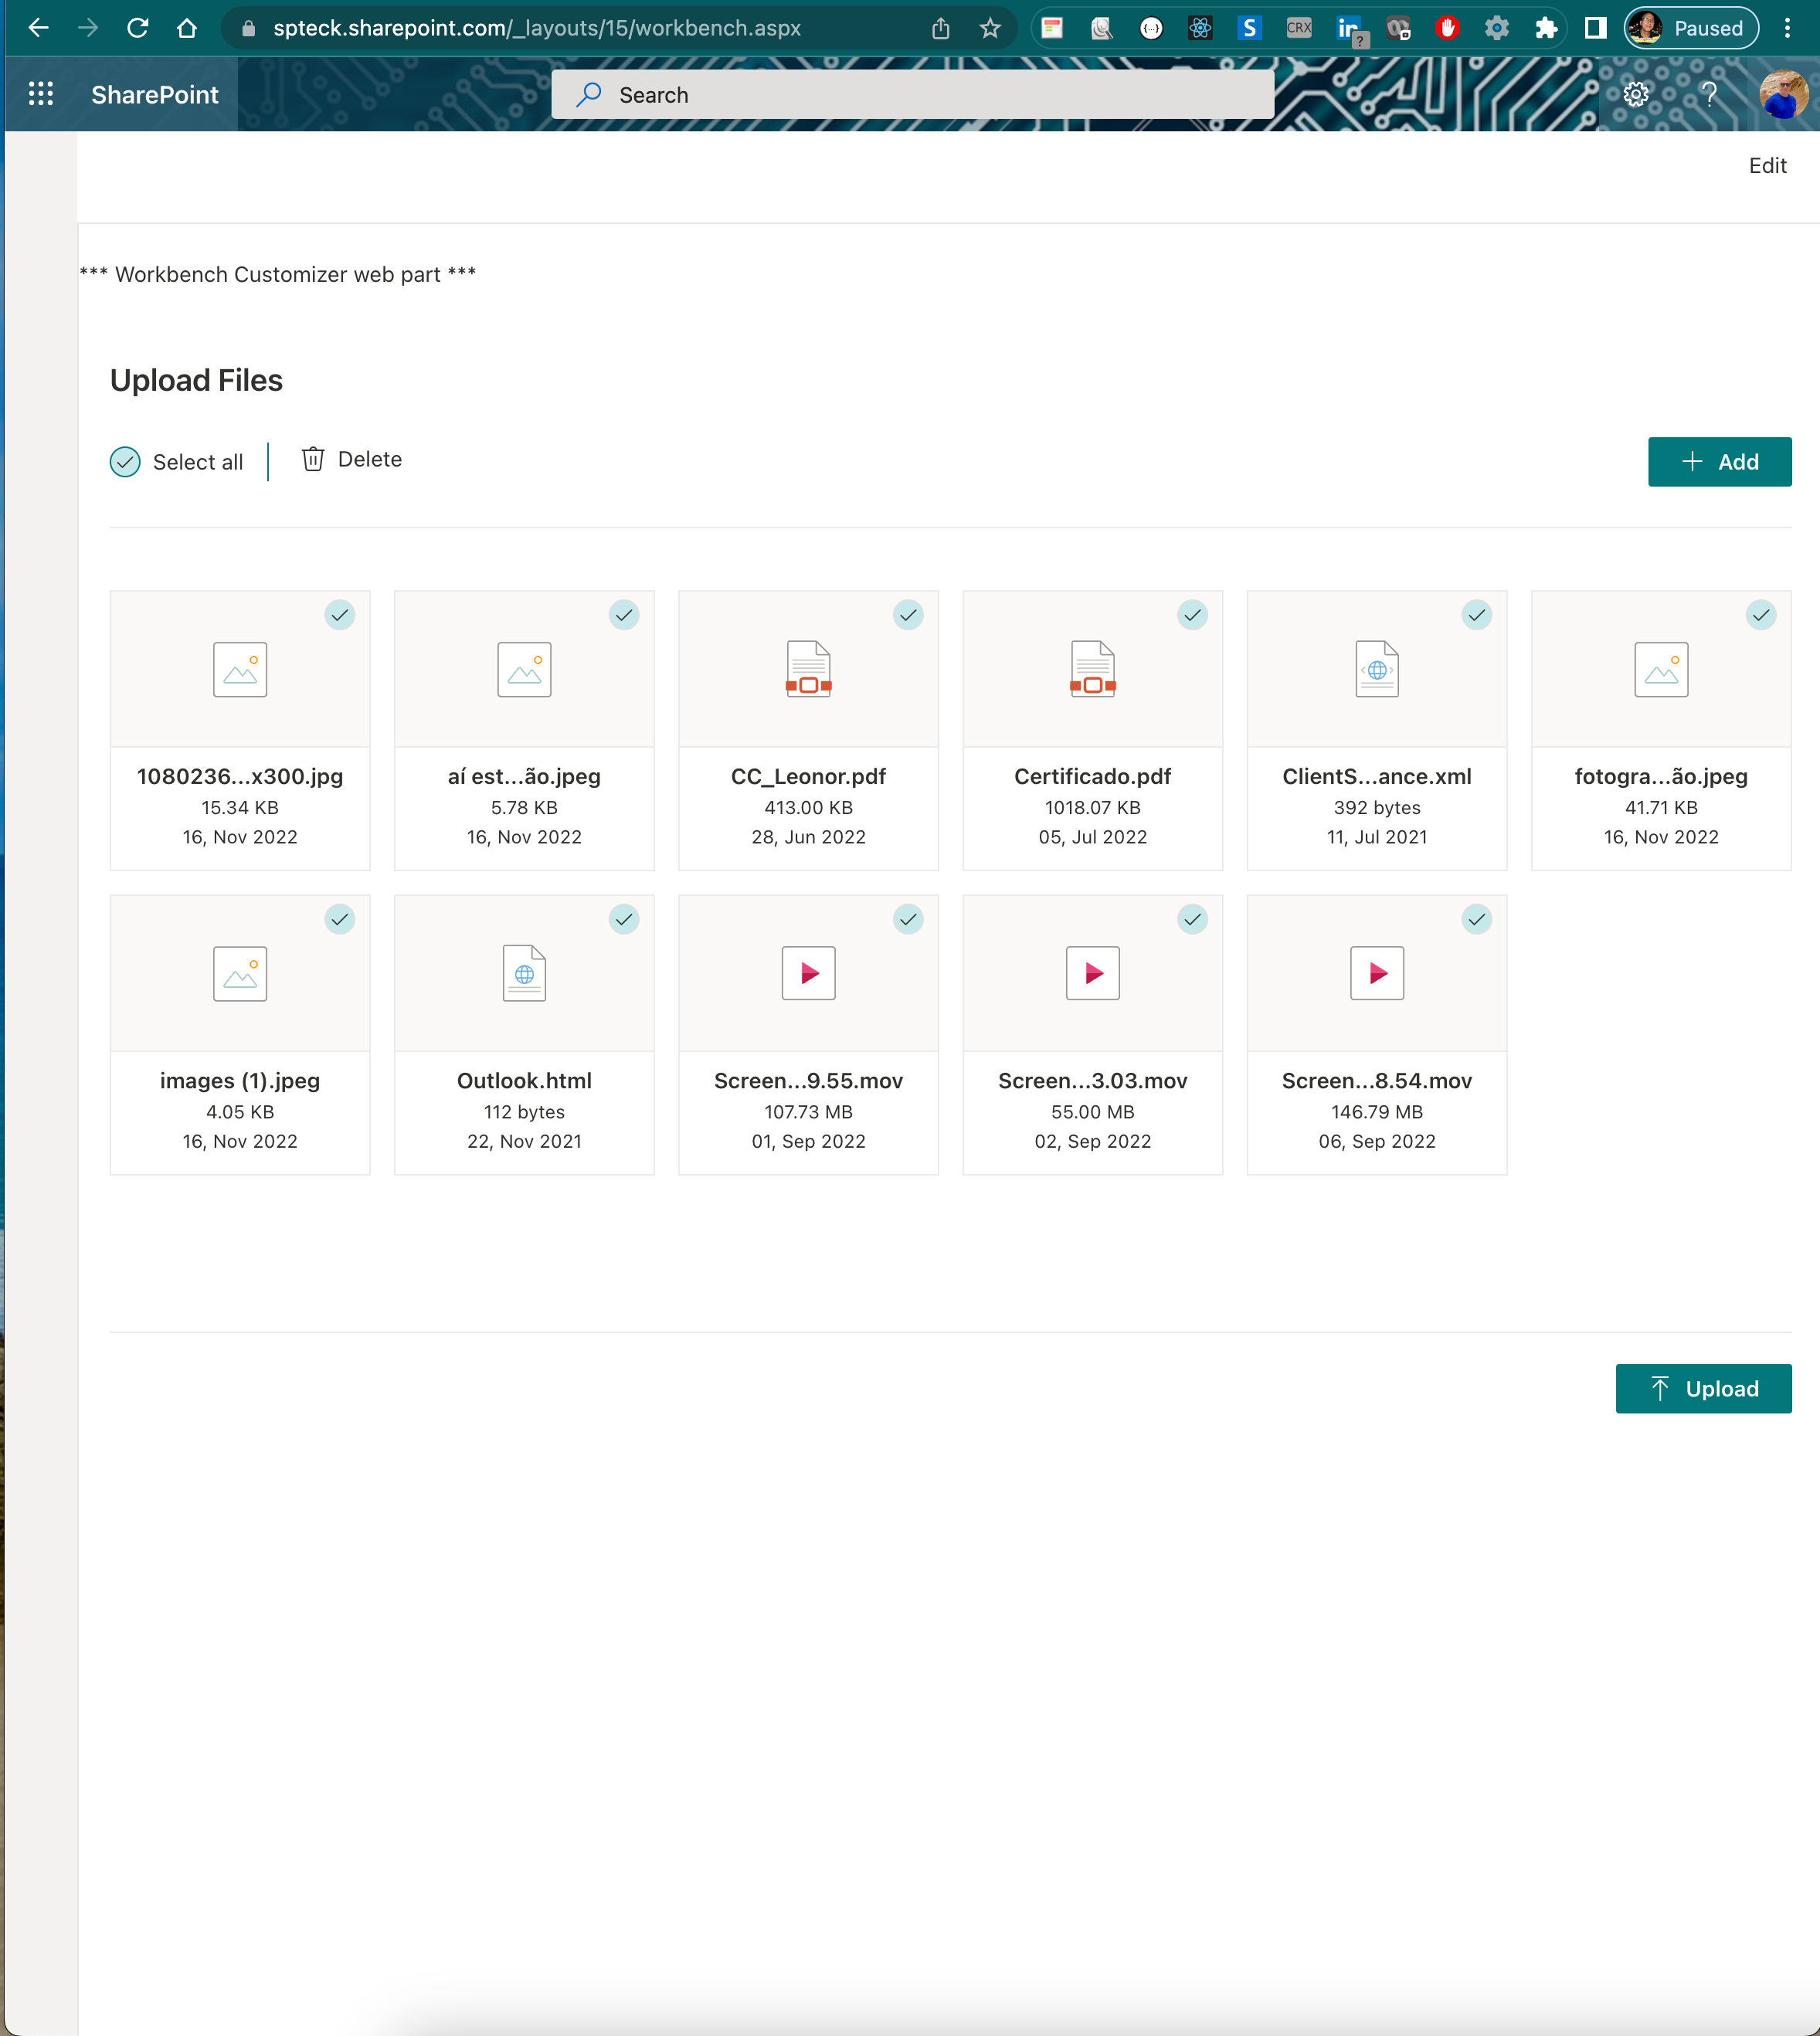 spteck.sharepoint.com/_layouts/15/workbench.aspx
S
CRX
in
?
Paused
SharePoint
Search
?
Edit
*** Workbench Customizer web part ***
Upload Files
Select all
Delete
Add
1080236...x300.jpg
15.34 KB
16, Nov 2022
aí est...ão.jpeg
5.78 KB
16, Nov 2022
CC_Leonor.pdf
413.00 KB
28, Jun 2022
Certificado.pdf
1018.07 KB
05, Jul 2022
ClientS...ance.xml
392 bytes
11, Jul 2021
fotogra...ão.jpeg
41.71 KB
16, Nov 2022
images (1).jpeg
4.05 KB
16, Nov 2022
Outlook.html
112 bytes
22, Nov 2021
Screen...9.55.mov
107.73 MB
01, Sep 2022
Screen...3.03.mov
55.00 MB
02, Sep 2022
Screen...8.54.mov
146.79 MB
06, Sep 2022
Upload